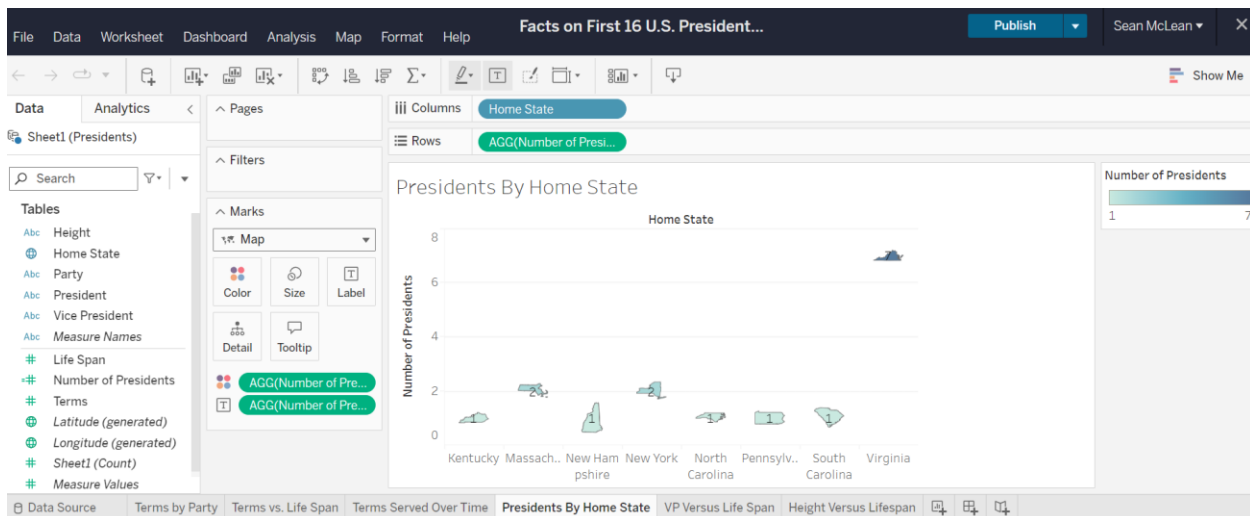 Facts on First 16 U.S. President...
Publish
Sean McLean
File Data Worksheet Dashboard Analysis Map Format Help
Show Me
Data Analytics
Sheet1 (Presidents)
Search
Tables
Abc Height
Home State
Abc Party
Abc President
Abc Vice President
Abc Measure Names
# Life Span
=# Number of Presidents
# Terms
Latitude (generated)
Longitude (generated)
# Sheet1 (Count)
# Measure Values
Pages
Filters
Marks
Map
Color Size Label
Detail Tooltip
AGG(Number of Pre...
AGG(Number of Pre...
Columns Home State
Rows AGG(Number of Presi...
Presidents By Home State
Home State
Number of Presidents
8
6
4
2
0
1 2 1 2 1 1 1 7
Kentucky Massach.. New Ham New York North Pennsylv.. South Virginia
pshire Carolina Carolina
Number of Presidents
1 7
Data Source Terms by Party Terms vs. Life Span Terms Served Over Time Presidents By Home State VP Versus Life Span Height Versus Lifespan